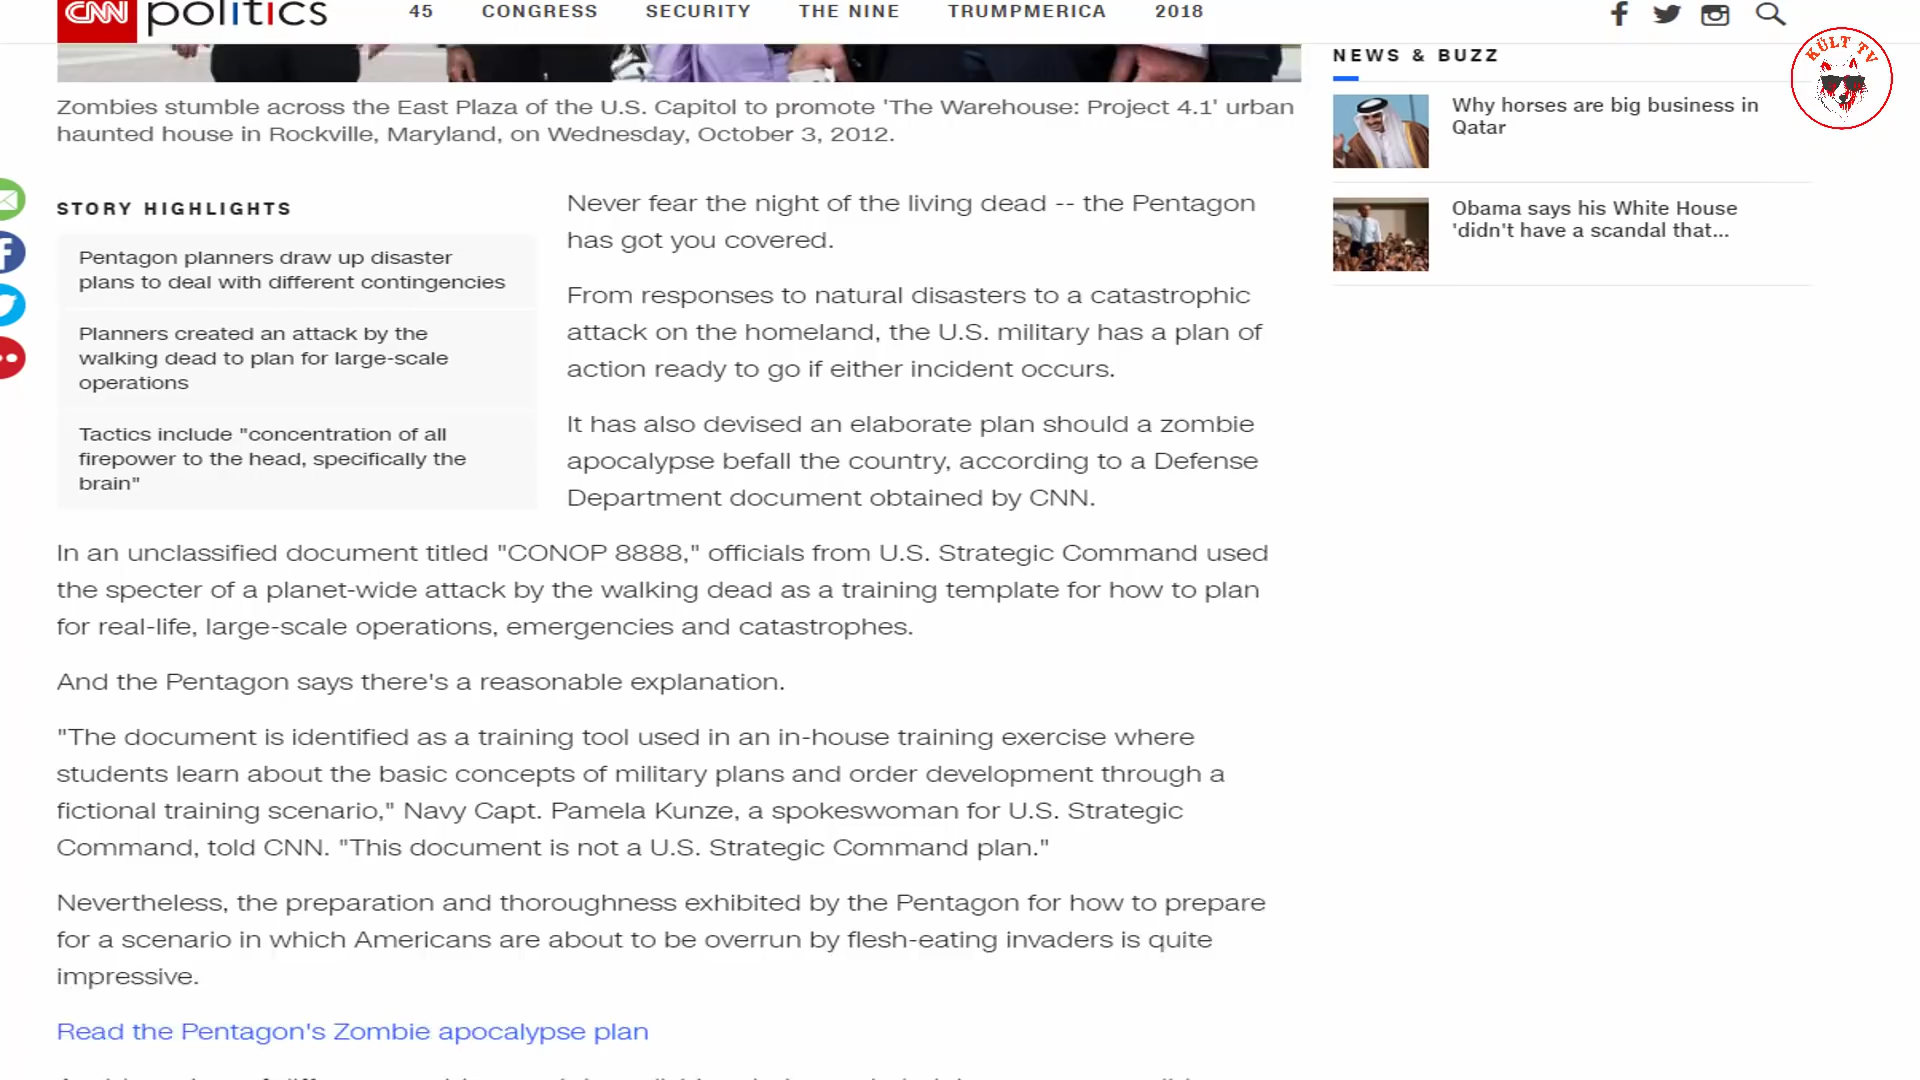 CNN politics 45 CONGRESS SECURITY THE NINE TRUMPMERICA 2018
Zombies stumble across the East Plaza of the U.S. Capitol to promote 'The Warehouse: Project 4.1' urban
haunted house in Rockville, Maryland, on Wednesday, October 3, 2012.
STORY HIGHLIGHTS
Pentagon planners draw up disaster
plans to deal with different contingencies
Planners created an attack by the
walking dead to plan for large-scale
operations
Tactics include "concentration of all
firepower to the head, specifically the
brain"
Never fear the night of the living dead -- the Pentagon
has got you covered.
From responses to natural disasters to a catastrophic
attack on the homeland, the U.S. military has a plan of
action ready to go if either incident occurs.
It has also devised an elaborate plan should a zombie
apocalypse befall the country, according to a Defense
Department document obtained by CNN.
In an unclassified document titled "CONOP 8888," officials from U.S. Strategic Command used
the specter of a planet-wide attack by the walking dead as a training template for how to plan
for real-life, large-scale operations, emergencies and catastrophes.
And the Pentagon says there's a reasonable explanation.
"The document is identified as a training tool used in an in-house training exercise where
students learn about the basic concepts of military plans and order development through a
fictional training scenario," Navy Capt. Pamela Kunze, a spokeswoman for U.S. Strategic
Command, told CNN. "This document is not a U.S. Strategic Command plan."
Nevertheless, the preparation and thoroughness exhibited by the Pentagon for how to prepare
for a scenario in which Americans are about to be overrun by flesh-eating invaders is quite
impressive.
Read the Pentagon's Zombie apocalypse plan
NEWS & BUZZ
Why horses are big business in
Qatar
Obama says his White House
'didn't have a scandal that...
KÜLT TV